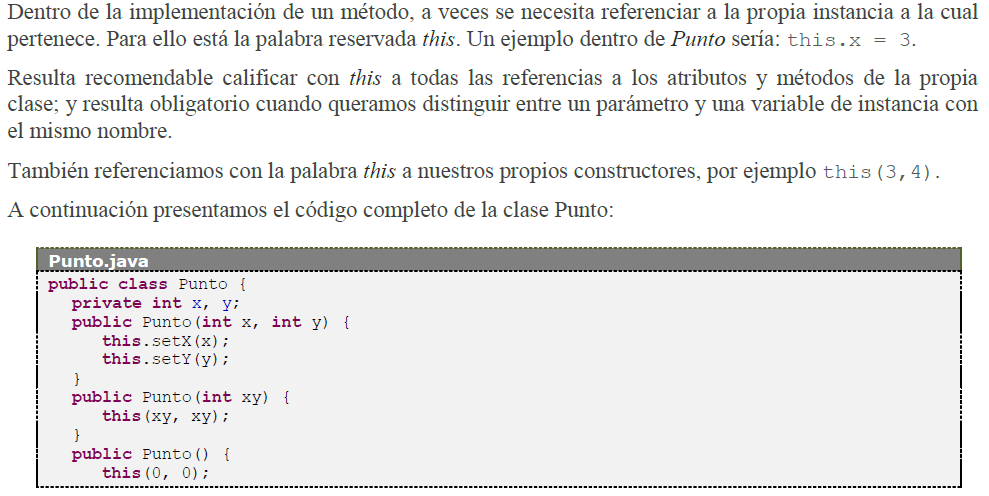 Dentro de la implementación de un método, a veces se necesita referenciar a la propia instancia a la cual
pertenece. Para ello está la palabra reservada this. Un ejemplo dentro de Punto sería: this.x = 3.
Resulta recomendable calificar con this a todas las referencias a los atributos y métodos de la propia
clase; y resulta obligatorio cuando queramos distinguir entre un parámetro y una variable de instancia con
el mismo nombre.
También referenciamos con la palabra this a nuestros propios constructores, por ejemplo this(3,4).
A continuación presentamos el código completo de la clase Punto:
Punto.java
public class Punto {
private int x, y;
public Punto(int x, int y) {
this.setX(x);
this.setY(y);
}
public Punto(int xy) {
this(xy, xy);
}
public Punto() {
this(0, 0);